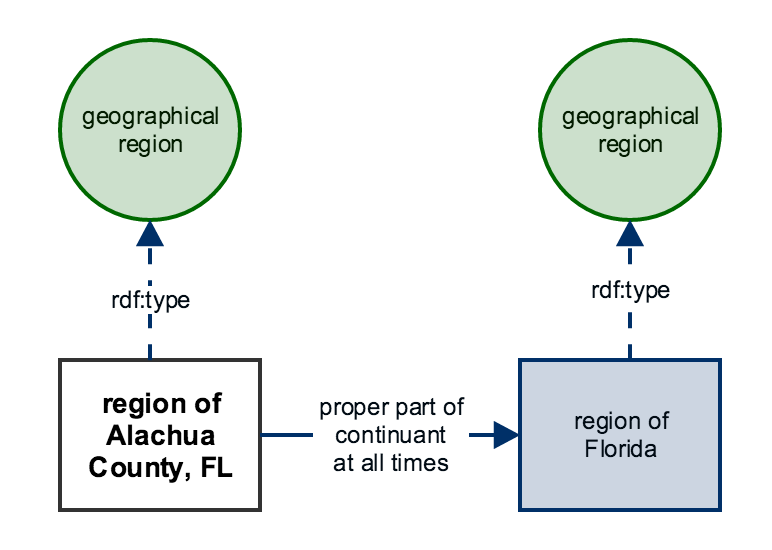 geographical
region
geographical
region
rdf:type
rdf:type
region of
Alachua
County, FL
proper part of
continuant
at all times
region of
Florida